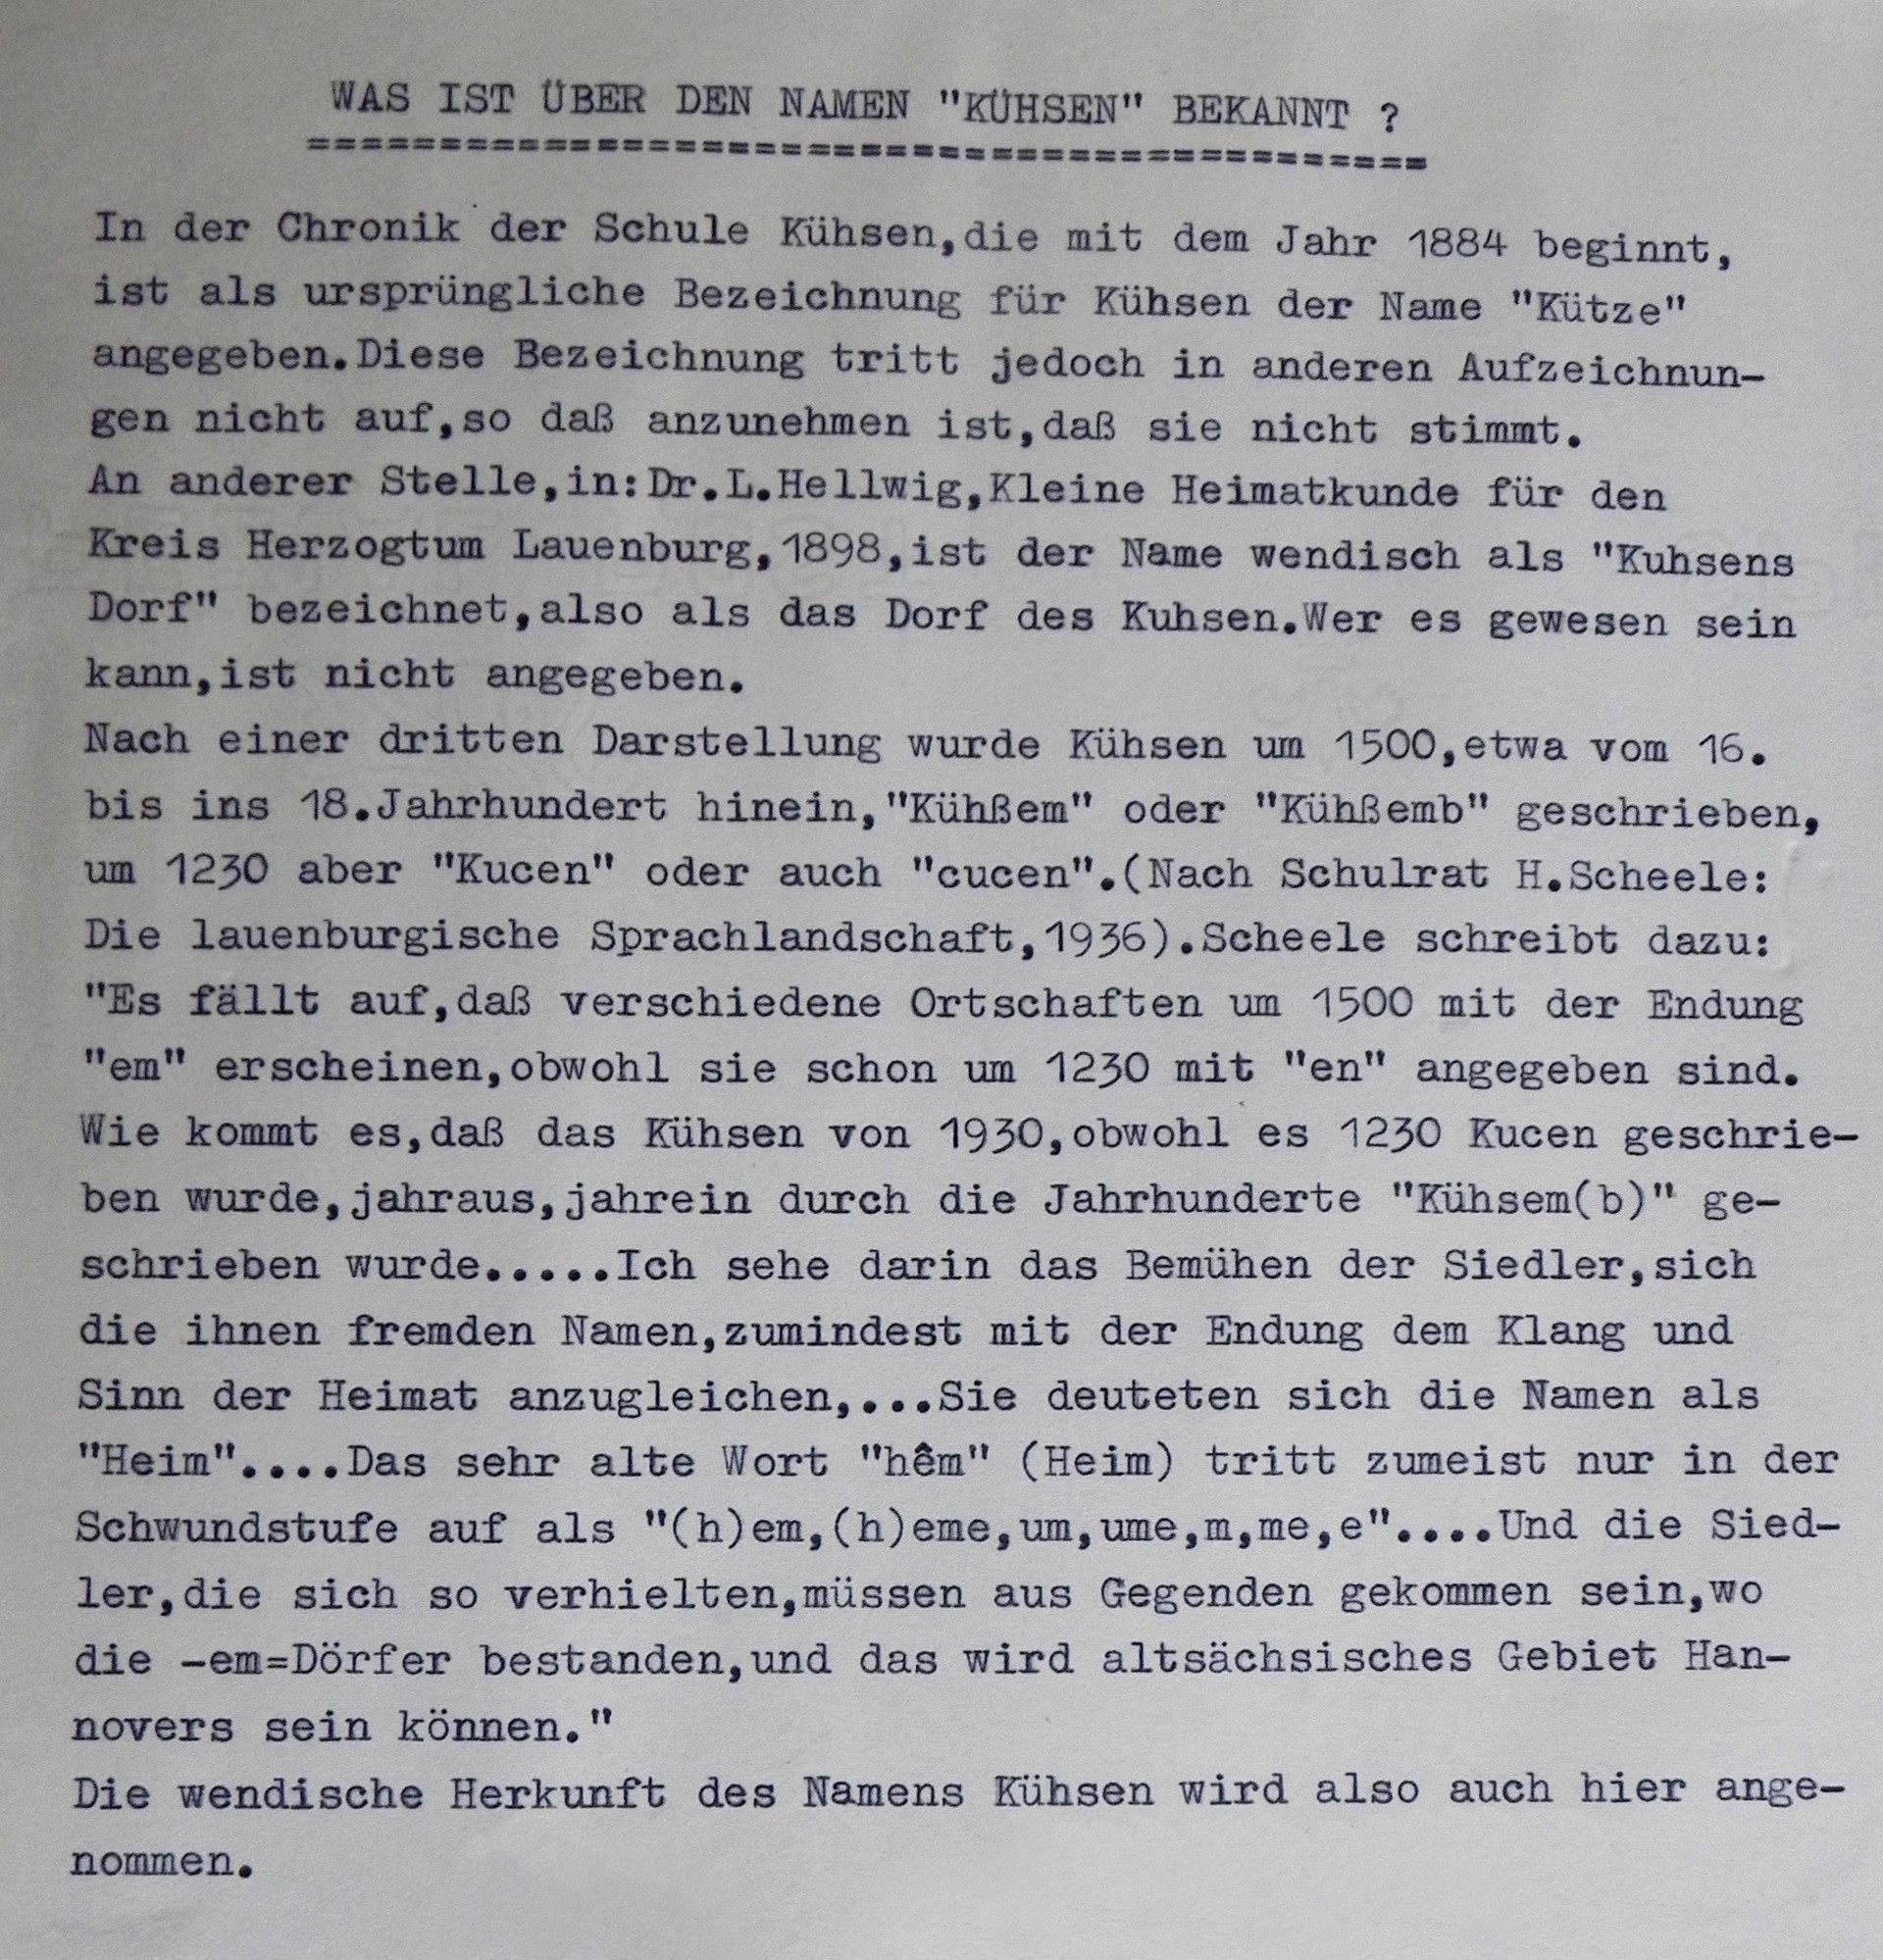 WAS IST ÜBER DEN NAMEN "KÜHSEN" BEKANNT ?
===========================================
In der Chronik der Schule Kühsen,die mit dem Jahr 1884 beginnt,
ist als ursprüngliche Bezeichnung für Kühsen der Name "Kütze"
angegeben.Diese Bezeichnung tritt jedoch in anderen Aufzeichnun-
gen nicht auf,so daß anzunehmen ist,daß sie nicht stimmt.
An anderer Stelle,in:Dr.L.Hellwig,Kleine Heimatkunde für den
Kreis Herzogtum Lauenburg,1898,ist der Name wendisch als "Kuhsens
Dorf" bezeichnet,also als das Dorf des Kuhsen.Wer es gewesen sein
kann,ist nicht angegeben.
Nach einer dritten Darstellung wurde Kühsen um 1500,etwa vom 16.
bis ins 18.Jahrhundert hinein,"Kühßem" oder "Kühßemb" geschrieben,
um 1230 aber "Kucen" oder auch "cucen".(Nach Schulrat H.Scheele:
Die lauenburgische Sprachlandschaft,1936).Scheele schreibt dazu:
"Es fällt auf,daß verschiedene Ortschaften um 1500 mit der Endung
"em" erscheinen,obwohl sie schon um 1230 mit "en" angegeben sind.
Wie kommt es,daß das Kühsen von 1930,obwohl es 1230 Kucen geschrie-
ben wurde,jahraus,jahrein durch die Jahrhunderte "Kühsem(b)" ge-
schrieben wurde.....Ich sehe darin das Bemühen der Siedler,sich
die ihnen fremden Namen,zumindest mit der Endung dem Klang und
Sinn der Heimat anzugleichen,...Sie deuteten sich die Namen als
"Heim"....Das sehr alte Wort "hêm" (Heim) tritt zumeist nur in der
Schwundstufe auf als "(h)em,(h)eme,um,ume,m,me,e"....Und die Sied-
ler,die sich so verhielten,müssen aus Gegenden gekommen sein,wo
die -em=Dörfer bestanden,und das wird altsächsisches Gebiet Han-
novers sein können."
Die wendische Herkunft des Namens Kühsen wird also auch hier ange-
nommen.